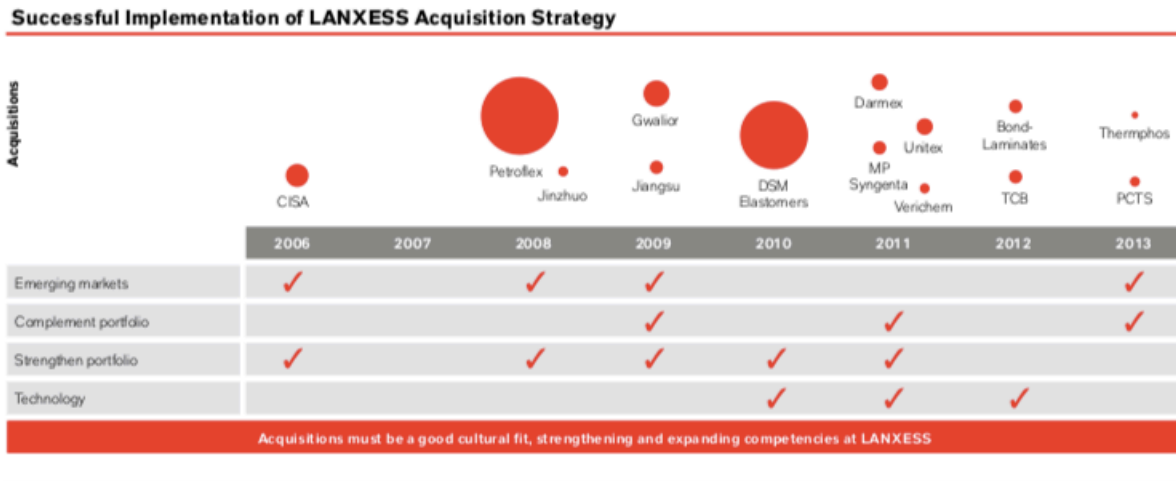 Successful Implementation of LANXESS Acquisition Strategy
Acquisitions
CISA
Petroflex
Jinzhuo
Gwalior
Jiangsu
DSM
Elastomers
Darmex
Unitex
MP
Syngenta
Verichem
Bond-
Laminates
TCB
Thermphos
PCTS
2006 2007 2008 2009 2010 2011 2012 2013
Emerging markets ✓ ✓ ✓ ✓
Complement portfolio ✓ ✓ ✓
Strengthen portfolio ✓ ✓ ✓ ✓ ✓
Technology ✓ ✓ ✓
Acquisitions must be a good cultural fit, strengthening and expanding competencies at LANXESS